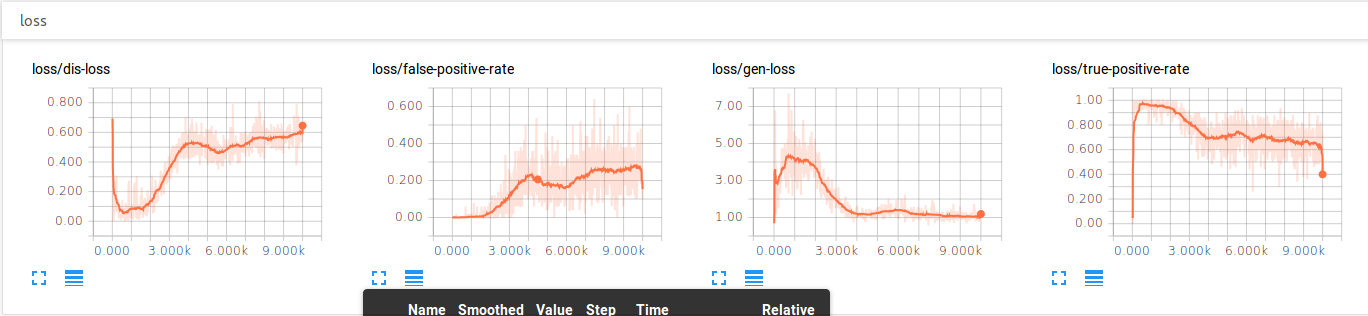 loss
loss/dis-loss
0.800
0.600
0.400
0.200
0.00
0.000 3.000k 6.000k 9.000k
loss/false-positive-rate
0.600
0.400
0.200
0.00
0.000 3.000k 6.000k 9.000k
loss/gen-loss
7.00
5.00
3.00
1.00
0.000 3.000k 6.000k 9.000k
loss/true-positive-rate
1.00
0.800
0.600
0.400
0.200
0.00
0.000 3.000k 6.000k 9.000k
Name Smoothed Value Step Time Relative